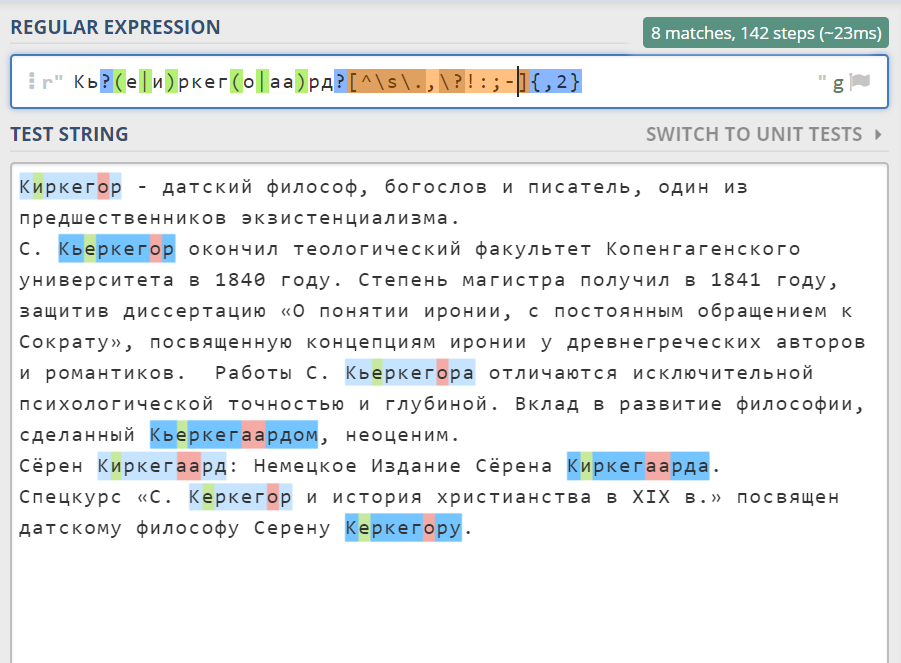 REGULAR EXPRESSION
8 matches, 142 steps (~23ms)
r" Кь?(е|и)ркег(о|аа)рд?[^\s\.,\?!:;-]{,2} " g
TEST STRING
SWITCH TO UNIT TESTS
Киркегор - датский философ, богослов и писатель, один из
предшественников экзистенциализма.
С. Кьеркегор окончил теологический факультет Копенгагенского
университета в 1840 году. Степень магистра получил в 1841 году,
защитив диссертацию «О понятии иронии, с постоянным обращением к
Сократу», посвященную концепциям иронии у древнегреческих авторов
и романтиков.  Работы С. Кьеркегора отличаются исключительной
психологической точностью и глубиной. Вклад в развитие философии,
сделанный Кьеркегаардом, неоценим.
Сёрен Киркегаард: Немецкое Издание Сёрена Киркегаарда.
Спецкурс «С. Керкегор и история христианства в XIX в.» посвящен
датскому философу Серену Керкегору.